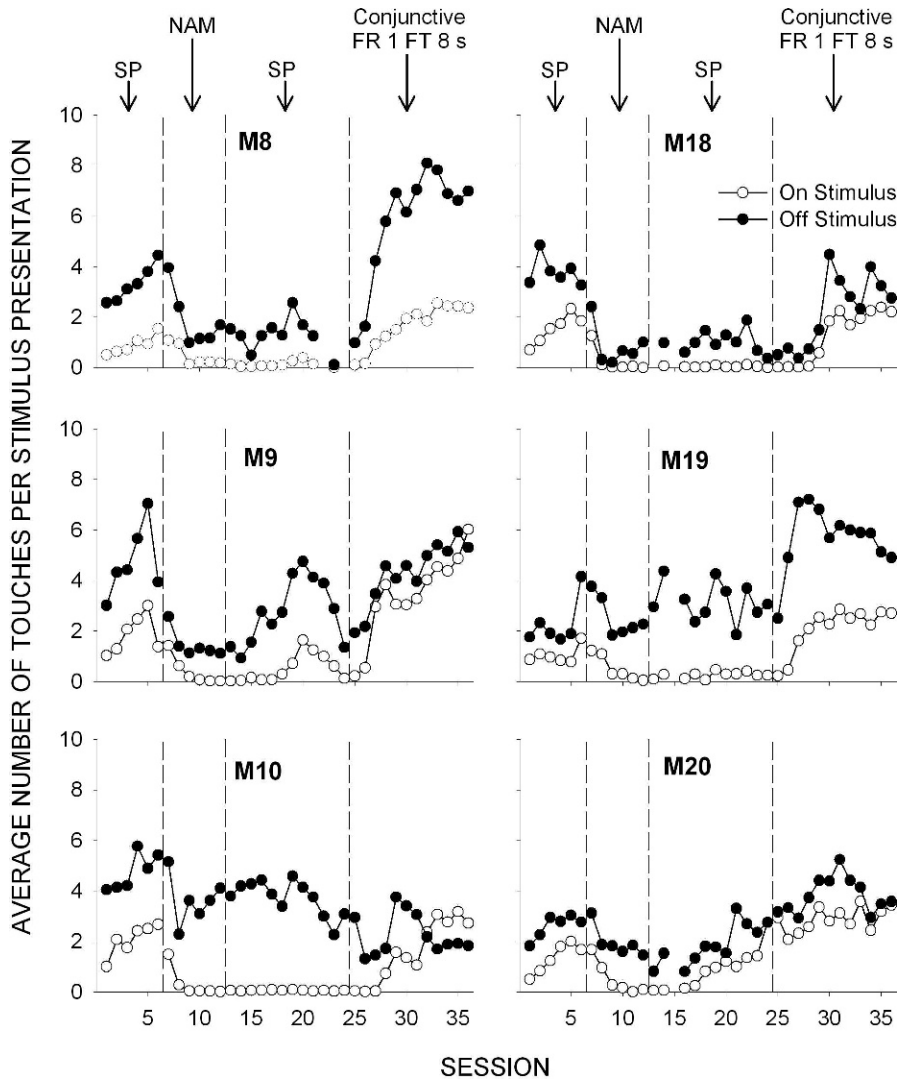 AVERAGE NUMBER OF TOUCHES PER STIMULUS PRESENTATION
NAM
Conjunctive
FR 1 FT 8 s
SP
SP
NAM
Conjunctive
FR 1 FT 8 s
SP
SP
10
8
6
4
2
0
M8
M18
On Stimulus
Off Stimulus
10
8
6
4
2
0
M9
M19
10
8
6
4
2
0
M10
M20
5 10 15 20 25 30 35
5 10 15 20 25 30 35
SESSION